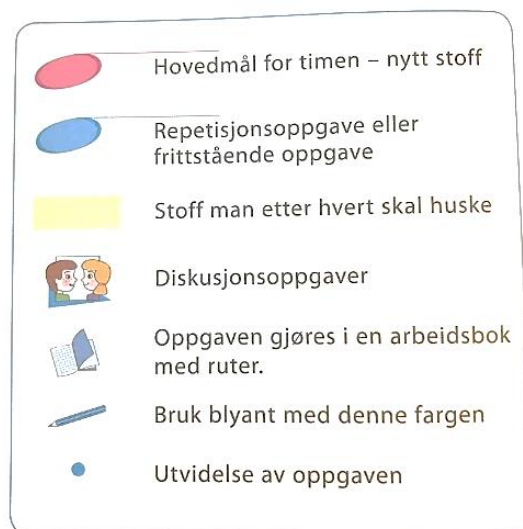 Hovedmål for timen – nytt stoff
Repetisjonsoppgave eller
frittstående oppgave
Stoff man etter hvert skal huske
Diskusjonsoppgaver
Oppgaven gjøres i en arbeidsbok
med ruter.
Bruk blyant med denne fargen
Utvidelse av oppgaven